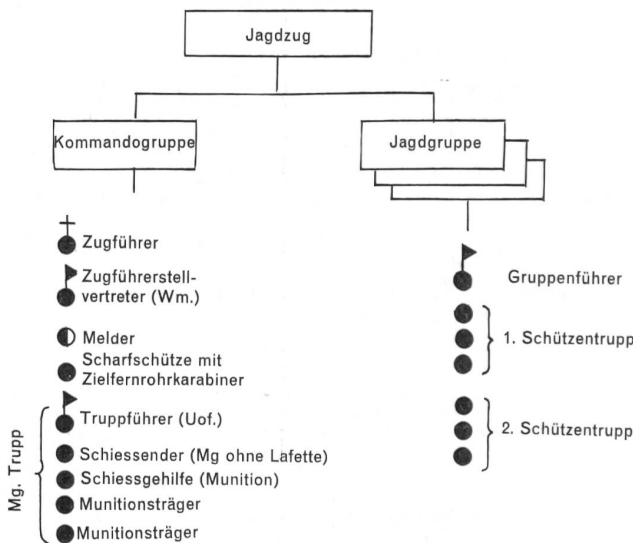 Jagdzug
Kommandogruppe
Jagdgruppe
Zugführer
Zugführerstell-
vertreter (Wm.)
Melder
Scharfschütze mit
Zielfernrohrkarabiner
Mg. Trupp
Truppführer (Uof.)
Schiessender (Mg ohne Lafette)
Schiessgehilfe (Munition)
Munitionsträger
Munitionsträger
Gruppenführer
1. Schützentrupp
2. Schützentrupp